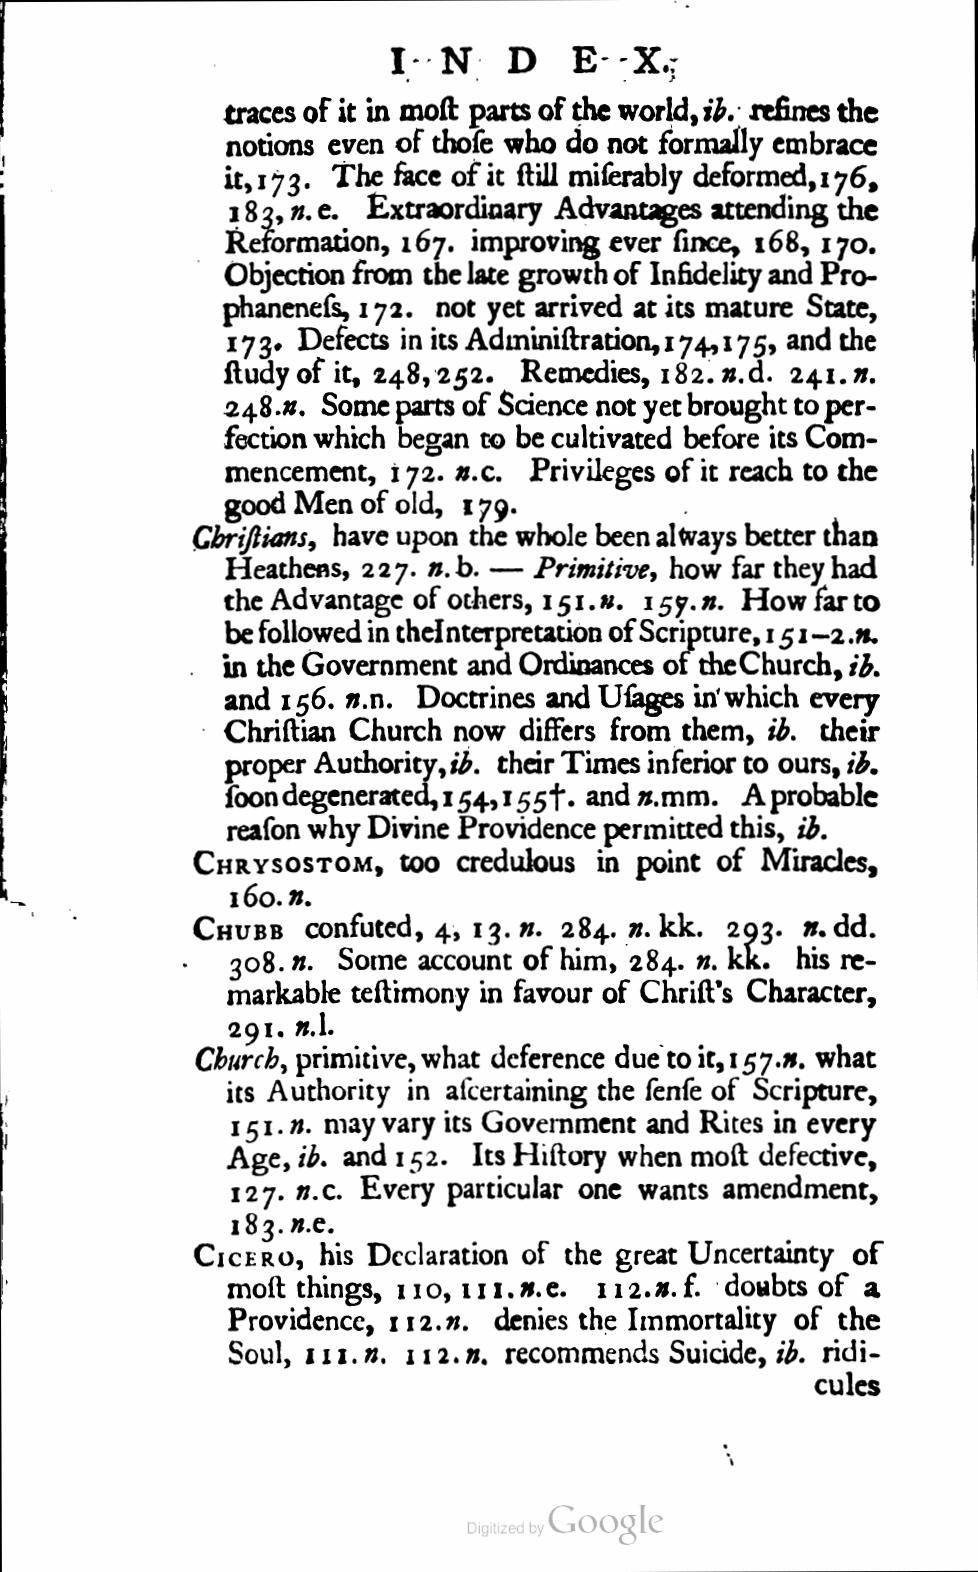 I N D E X.
traces of it in moſt parts of the world, ib. refines the
notions even of thoſe who do not formally embrace
it, 173. The face of it ſtill miſerably deformed, 176,
183, n. e. Extraordinary Advantages attending the
Reformation, 167. improving ever ſince, 168, 170.
Objection from the late growth of Infidelity and Pro-
phaneneſs, 172. not yet arrived at its mature State,
173. Defects in its Adminiſtration, 174, 175, and the
ſtudy of it, 248, 252. Remedies, 182. n. d. 241. n.
248. n. Some parts of Science not yet brought to per-
fection which began to be cultivated before its Com-
mencement, 172. n. c. Privileges of it reach to the
good Men of old, 179.
Chriſtians, have upon the whole been always better than
Heathens, 227. n. b. — Primitive, how far they had
the Advantage of others, 151. n. 157. n. How far to
be followed in the Interpretation of Scripture, 151–2. n.
in the Government and Ordinances of the Church, ib.
and 156. n. n. Doctrines and Uſages in which every
Chriſtian Church now differs from them, ib. their
proper Authority, ib. their Times inferior to ours, ib.
ſoon degenerated, 154, 155†. and n. mm. A probable
reaſon why Divine Providence permitted this, ib.
CHRYSOSTOM, too credulous in point of Miracles,
160. n.
CHUBB confuted, 4, 13. n. 284. n. kk. 293. n. dd.
308. n. Some account of him, 284. n. kk. his re-
markable teſtimony in favour of Chriſt's Character,
291. n. l.
Church, primitive, what deference due to it, 157. n. what
its Authority in aſcertaining the ſenſe of Scripture,
151. n. may vary its Government and Rites in every
Age, ib. and 152. Its Hiſtory when moſt defective,
127. n. c. Every particular one wants amendment,
183. n. e.
CICERO, his Declaration of the great Uncertainty of
moſt things, 110, 111. n. e. 112. n. f. doubts of a
Providence, 112. n. denies the Immortality of the
Soul, 111. n. 112. n. recommends Suicide, ib. ridi-
cules
Digitized by Google